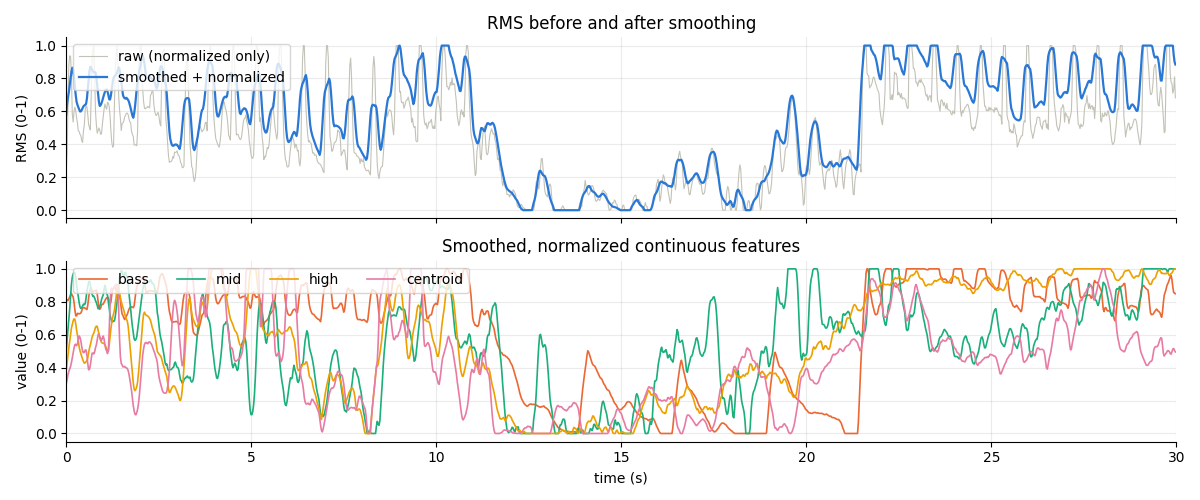 RMS before and after smoothing
RMS (0-1)
1.0
0.8
0.6
0.4
0.2
0.0
raw (normalized only)
smoothed + normalized
Smoothed, normalized continuous features
value (0-1)
1.0
0.8
0.6
0.4
0.2
0.0
bass mid high centroid
0 5 10 15 20 25 30
time (s)